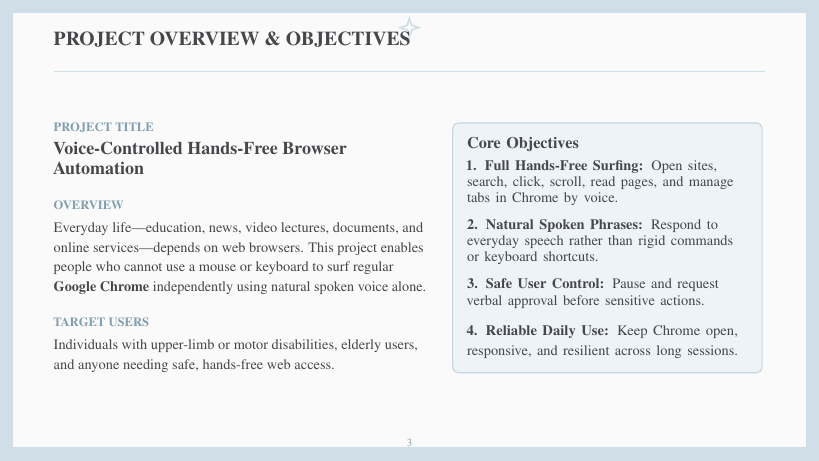 PROJECT OVERVIEW & OBJECTIVES
PROJECT TITLE
Voice-Controlled Hands-Free Browser
Automation
OVERVIEW
Everyday life—education, news, video lectures, documents, and
online services—depends on web browsers. This project enables
people who cannot use a mouse or keyboard to surf regular
Google Chrome independently using natural spoken voice alone.
TARGET USERS
Individuals with upper-limb or motor disabilities, elderly users,
and anyone needing safe, hands-free web access.
Core Objectives
1. Full Hands-Free Surfing: Open sites,
search, click, scroll, read pages, and manage
tabs in Chrome by voice.
2. Natural Spoken Phrases: Respond to
everyday speech rather than rigid commands
or keyboard shortcuts.
3. Safe User Control: Pause and request
verbal approval before sensitive actions.
4. Reliable Daily Use: Keep Chrome open,
responsive, and resilient across long sessions.
3